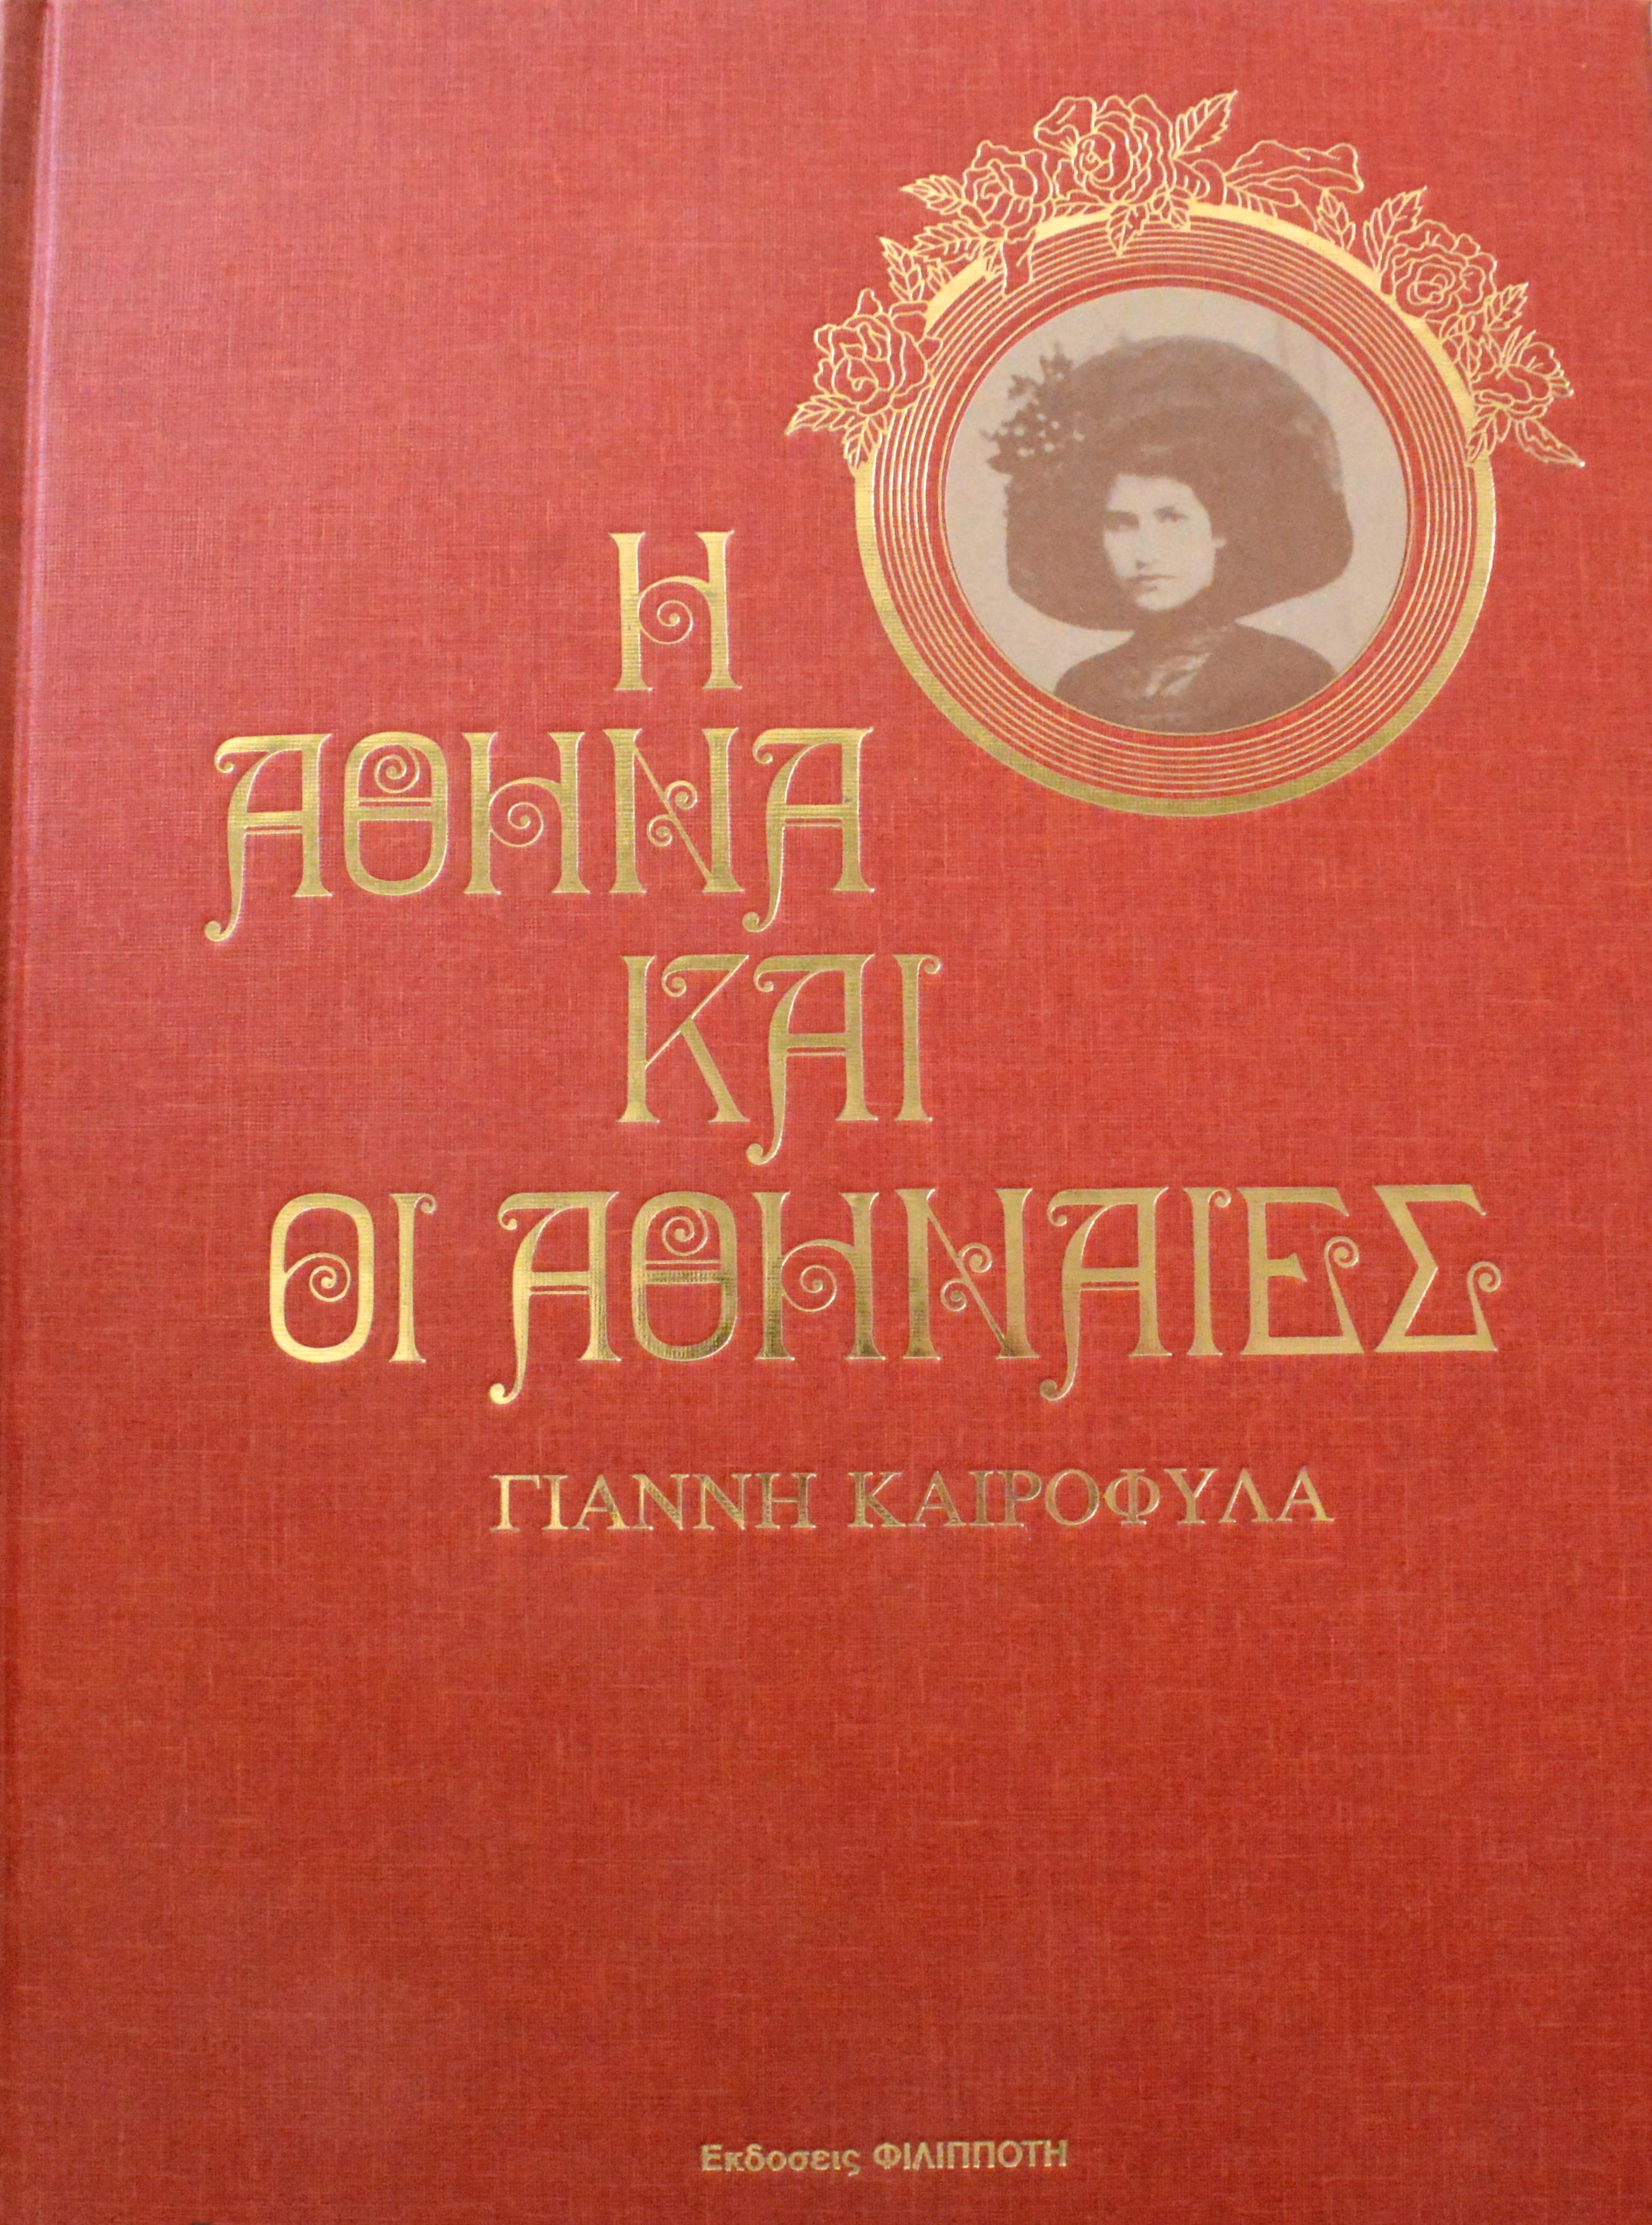 Η
ΑΘΗΝΑ
ΚΑΙ
ΟΙ ΑΘΗΝΑΙΕΣ
ΓΙΑΝΝΗ ΚΑΙΡΟΦΥΛΑ
Εκδοσεις ΦΙΛΙΠΠΟΤΗ